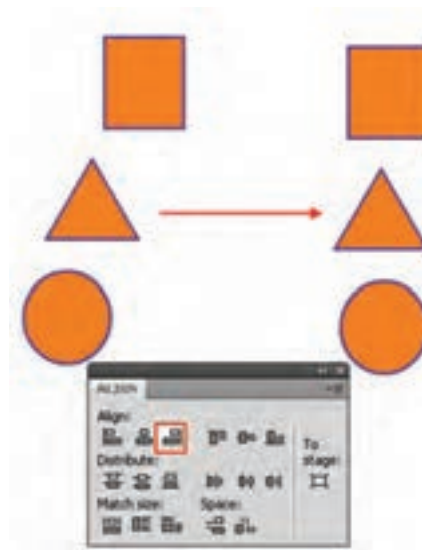 ALIGN
Align:
Distribute:
To
stage:
Match size:
Space: